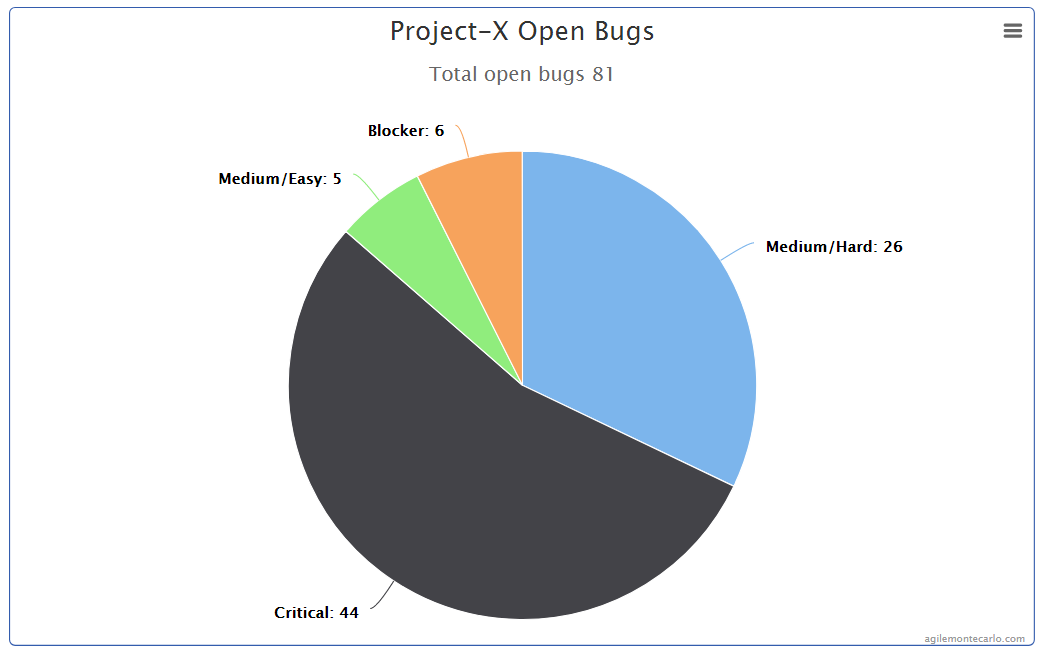 Project-X Open Bugs
Total open bugs 81
Blocker: 6
Medium/Easy: 5
Medium/Hard: 26
Critical: 44
agilemontecarlo.com